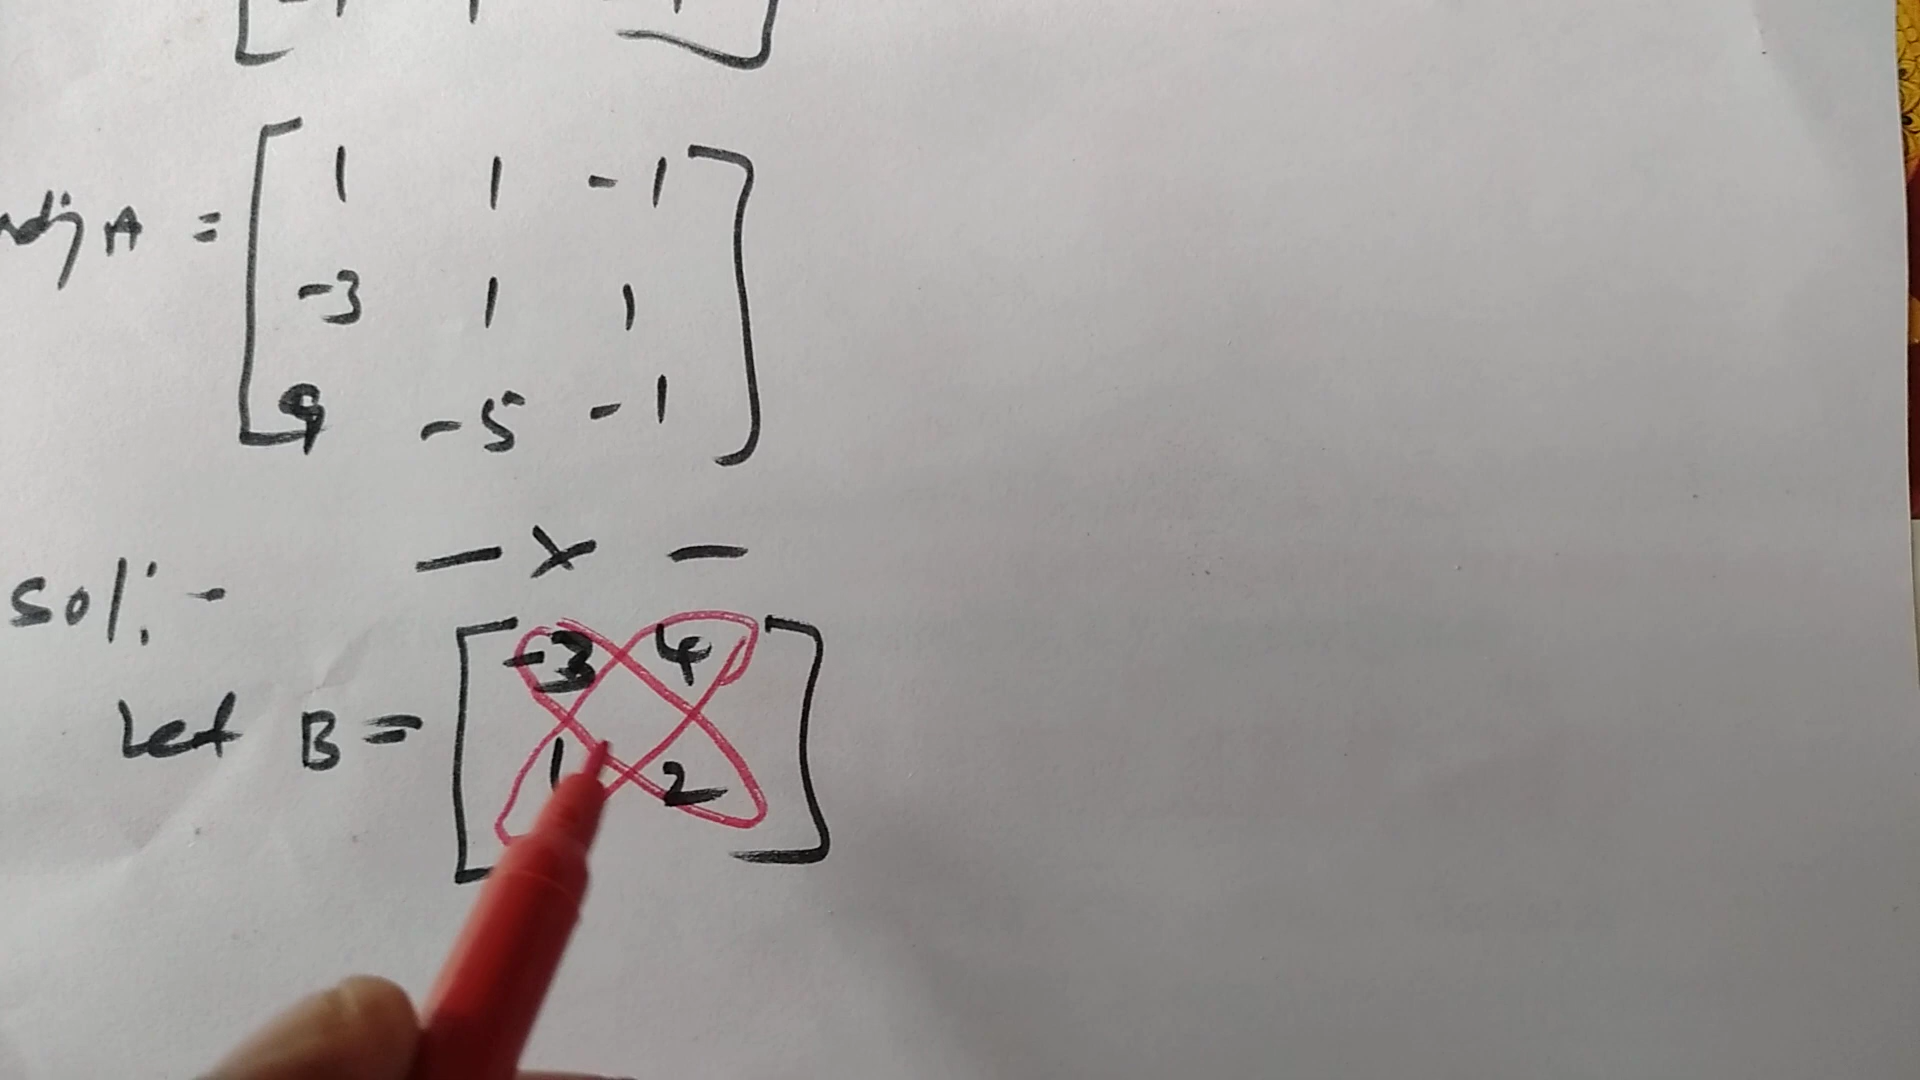 1 1 -1
adj A =
-3 1 1
9 -5 -1
- x -
Sol:-
-3 4
Let B =
1 2